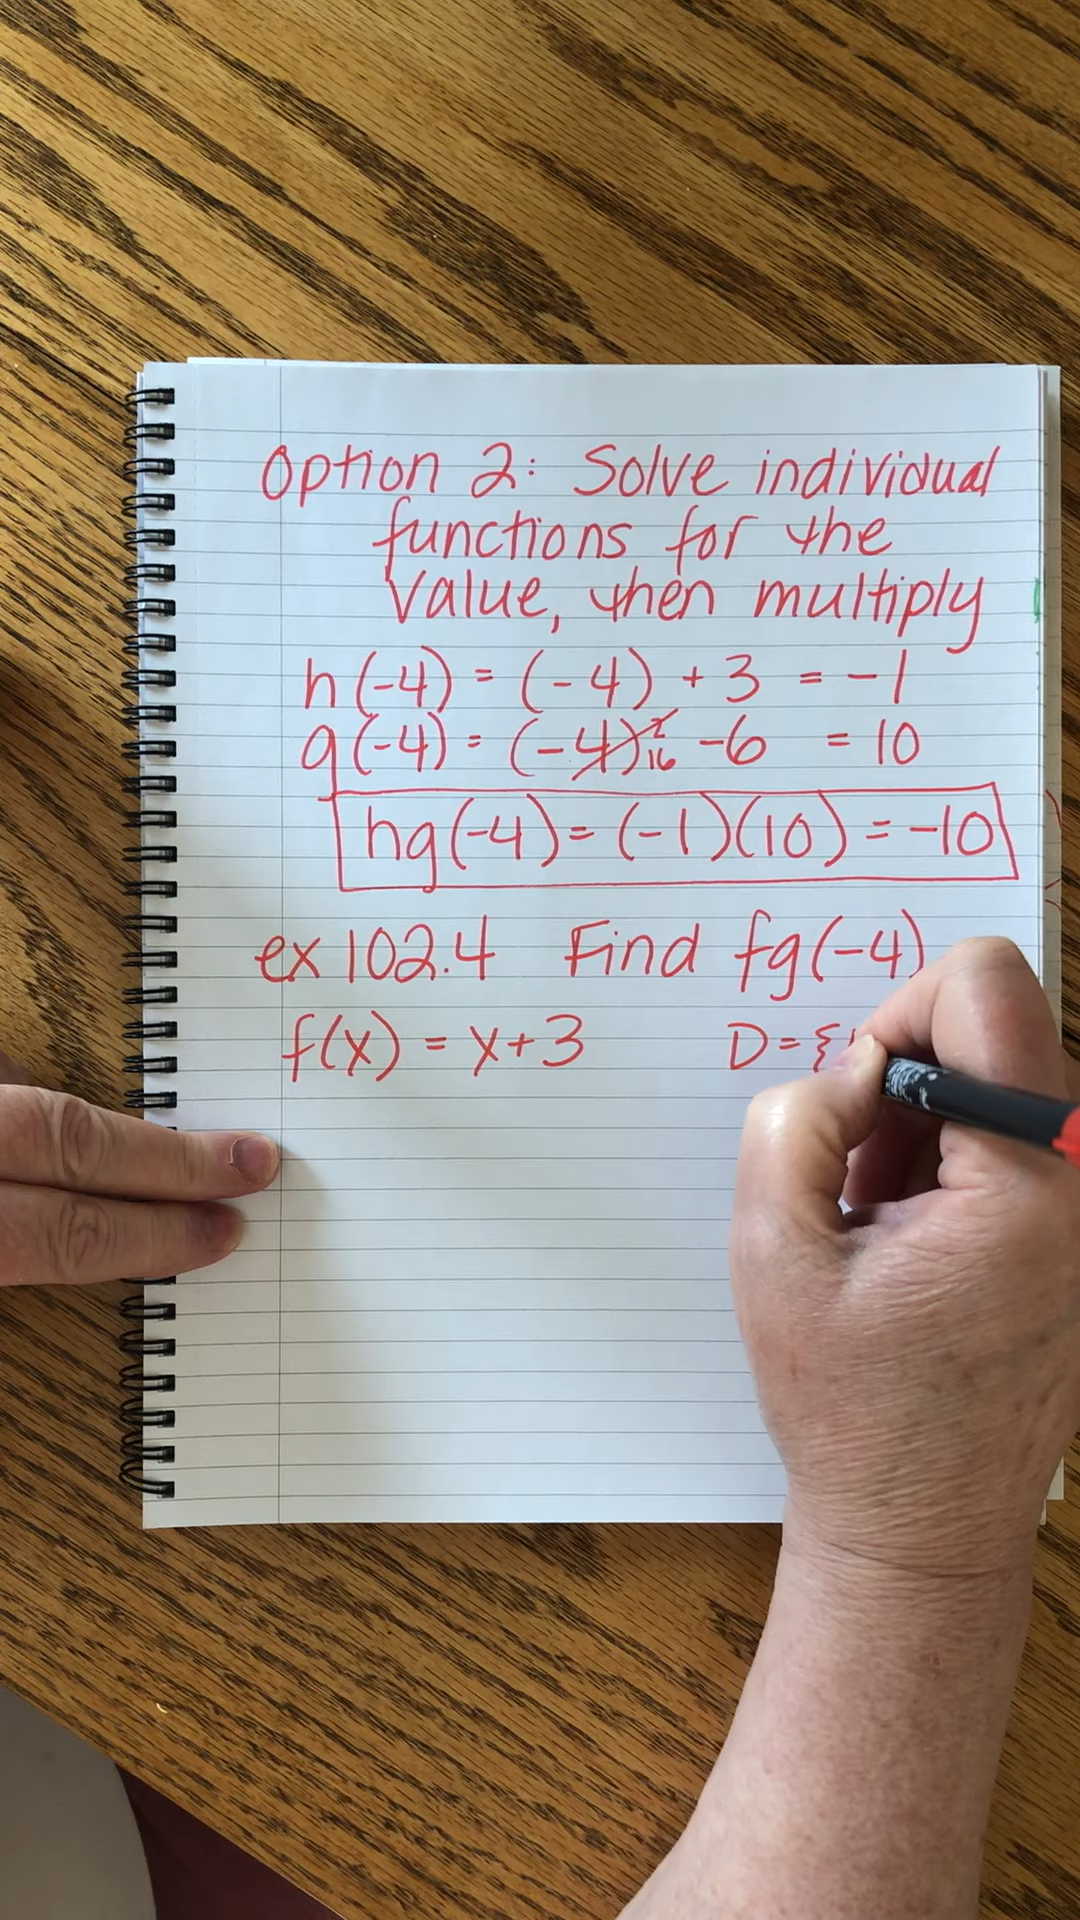 Option 2: Solve individual
functions for the
value, then multiply
h(-4) = (-4) + 3 = -1
g(-4) = (-4)² 16 -6 = 10
hg(-4) = (-1)(10) = -10
ex 102.4 Find fg(-4)
f(x) = x+3 D={